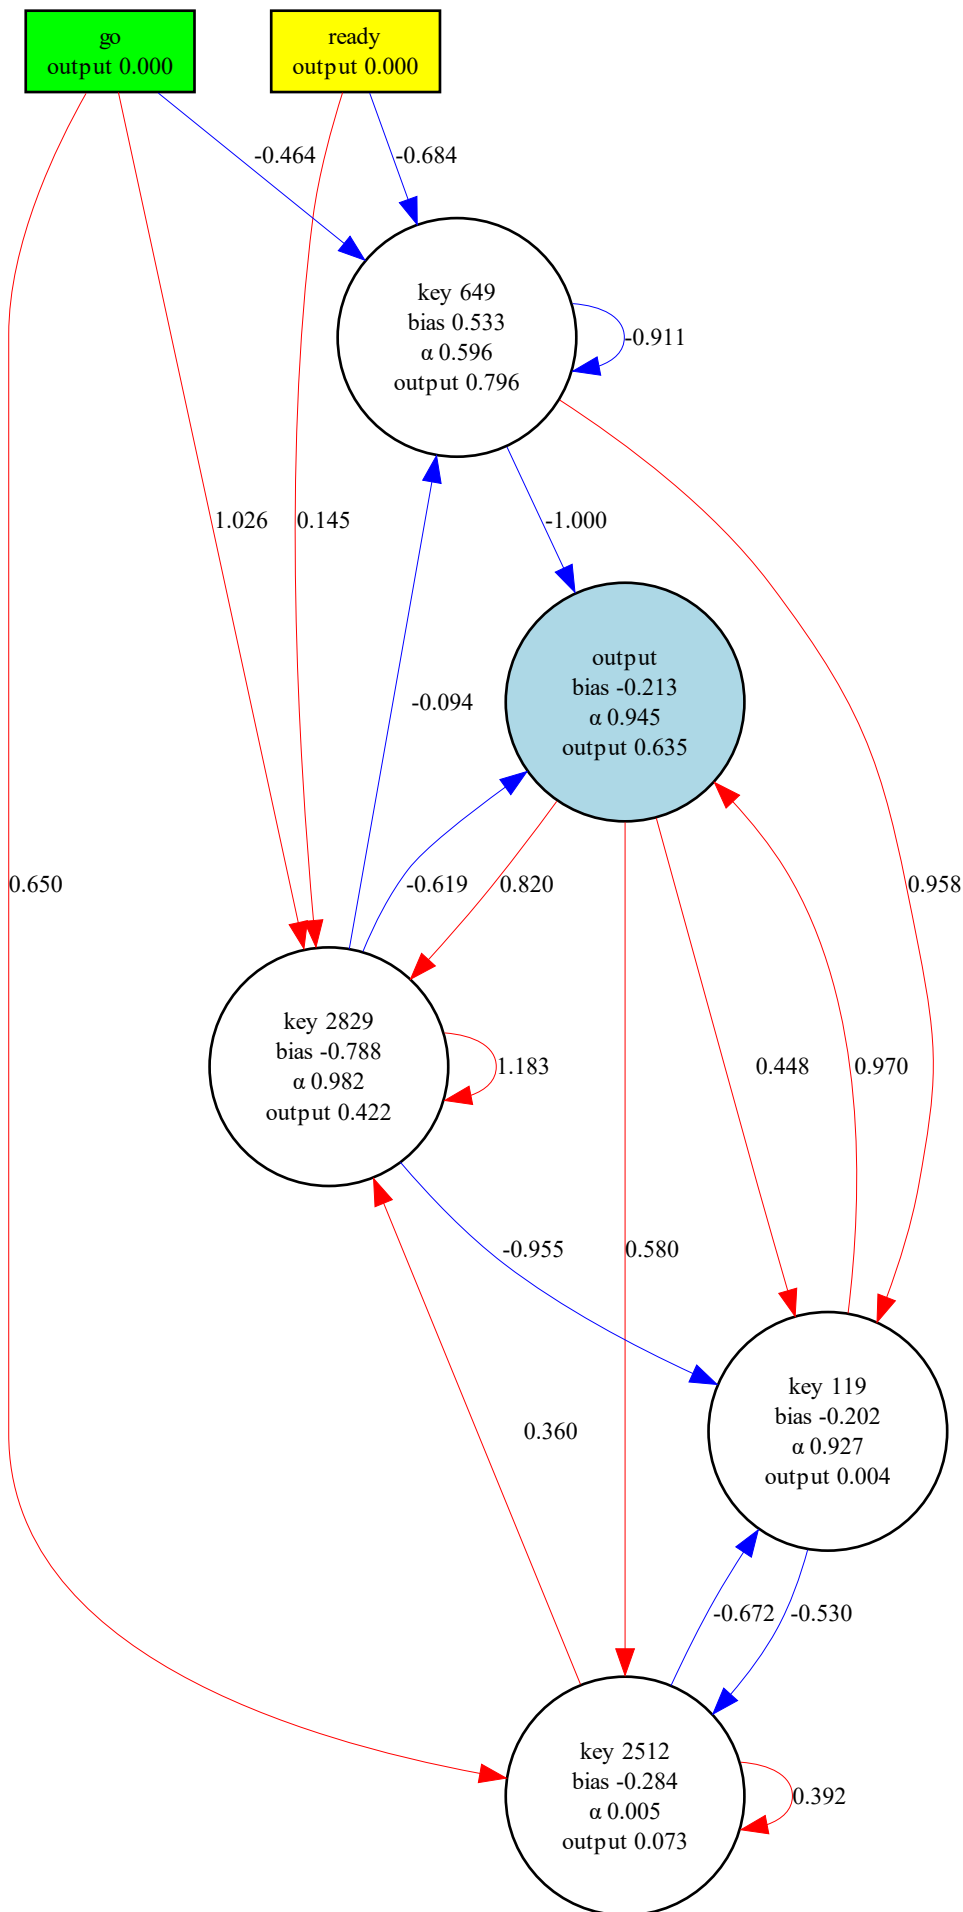 go
output 0.000
ready
output 0.000
-0.464
-0.684
key 649
bias 0.533
α 0.596
output 0.796
-0.911
1.026
0.145
-1.000
output
bias -0.213
α 0.945
output 0.635
-0.094
0.650
-0.619
0.820
0.958
key 2829
bias -0.788
α 0.982
output 0.422
1.183
0.448
0.970
-0.955
0.580
key 119
bias -0.202
α 0.927
output 0.004
0.360
-0.672
-0.530
key 2512
bias -0.284
α 0.005
output 0.073
0.392